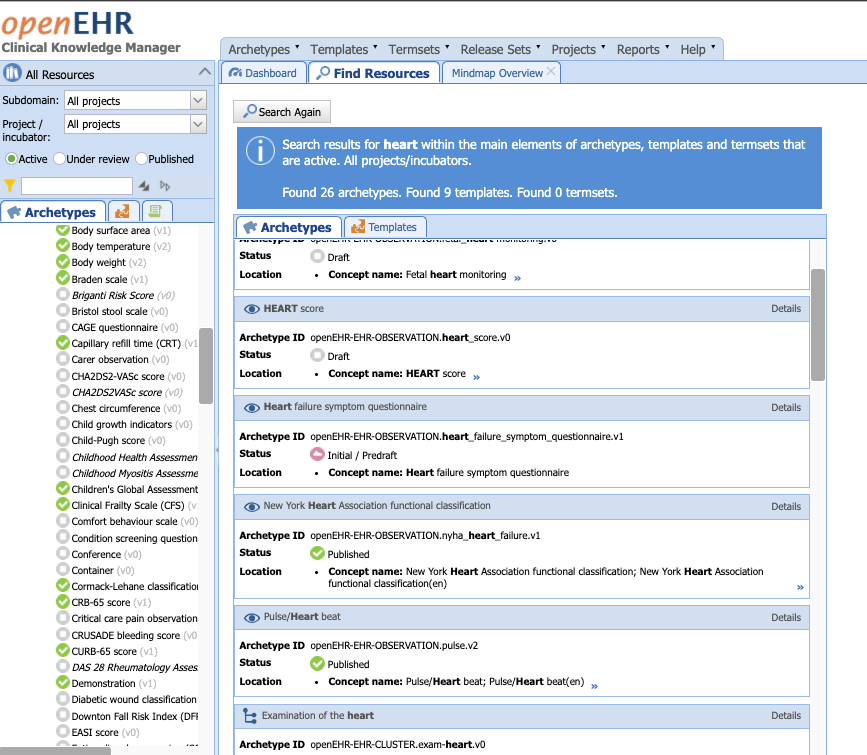 openEHR
Clinical Knowledge Manager
Archetypes Templates Termsets Release Sets Projects Reports Help
All Resources
Dashboard Find Resources Mindmap Overview
Subdomain: All projects
Project / incubator: All projects
Active Under review Published
Archetypes
Body surface area (v1)
Body temperature (v2)
Body weight (v2)
Braden scale (v1)
Briganti Risk Score (v0)
Bristol stool scale (v0)
CAGE questionnaire (v0)
Capillary refill time (CRT) (v1
Carer observation (v0)
CHA2DS2-VASc score (v0)
CHA2DS2VASc score (v0)
Chest circumference (v0)
Child growth indicators (v0)
Child-Pugh score (v0)
Childhood Health Assessmen
Childhood Myositis Assessme
Children's Global Assessment
Clinical Frailty Scale (CFS) (v
Comfort behaviour scale (v0)
Condition screening question
Conference (v0)
Container (v0)
Cormack-Lehane classification
CRB-65 score (v1)
Critical care pain observation
CRUSADE bleeding score (v0
CURB-65 score (v1)
DAS 28 Rheumatology Asses
Demonstration (v1)
Diabetic wound classification
Downton Fall Risk Index (DFR
EASI score (v0)
Search Again
Search results for heart within the main elements of archetypes, templates and termsets that
are active. All projects/incubators.
Found 26 archetypes. Found 9 templates. Found 0 termsets.
Archetypes Templates
Archetype ID openEHR-EHR-OBSERVATION.fetal_heart monitoring.v0
Status Draft
Location • Concept name: Fetal heart monitoring »
HEART score Details
Archetype ID openEHR-EHR-OBSERVATION.heart_score.v0
Status Draft
Location • Concept name: HEART score »
Heart failure symptom questionnaire Details
Archetype ID openEHR-EHR-OBSERVATION.heart_failure_symptom_questionnaire.v1
Status Initial / Predraft
Location • Concept name: Heart failure symptom questionnaire
New York Heart Association functional classification Details
Archetype ID openEHR-EHR-OBSERVATION.nyha_heart_failure.v1
Status Published
Location • Concept name: New York Heart Association functional classification; New York Heart Association
functional classification(en) »
Pulse/Heart beat Details
Archetype ID openEHR-EHR-OBSERVATION.pulse.v2
Status Published
Location • Concept name: Pulse/Heart beat; Pulse/Heart beat(en) »
Examination of the heart Details
Archetype ID openEHR-EHR-CLUSTER.exam-heart.v0